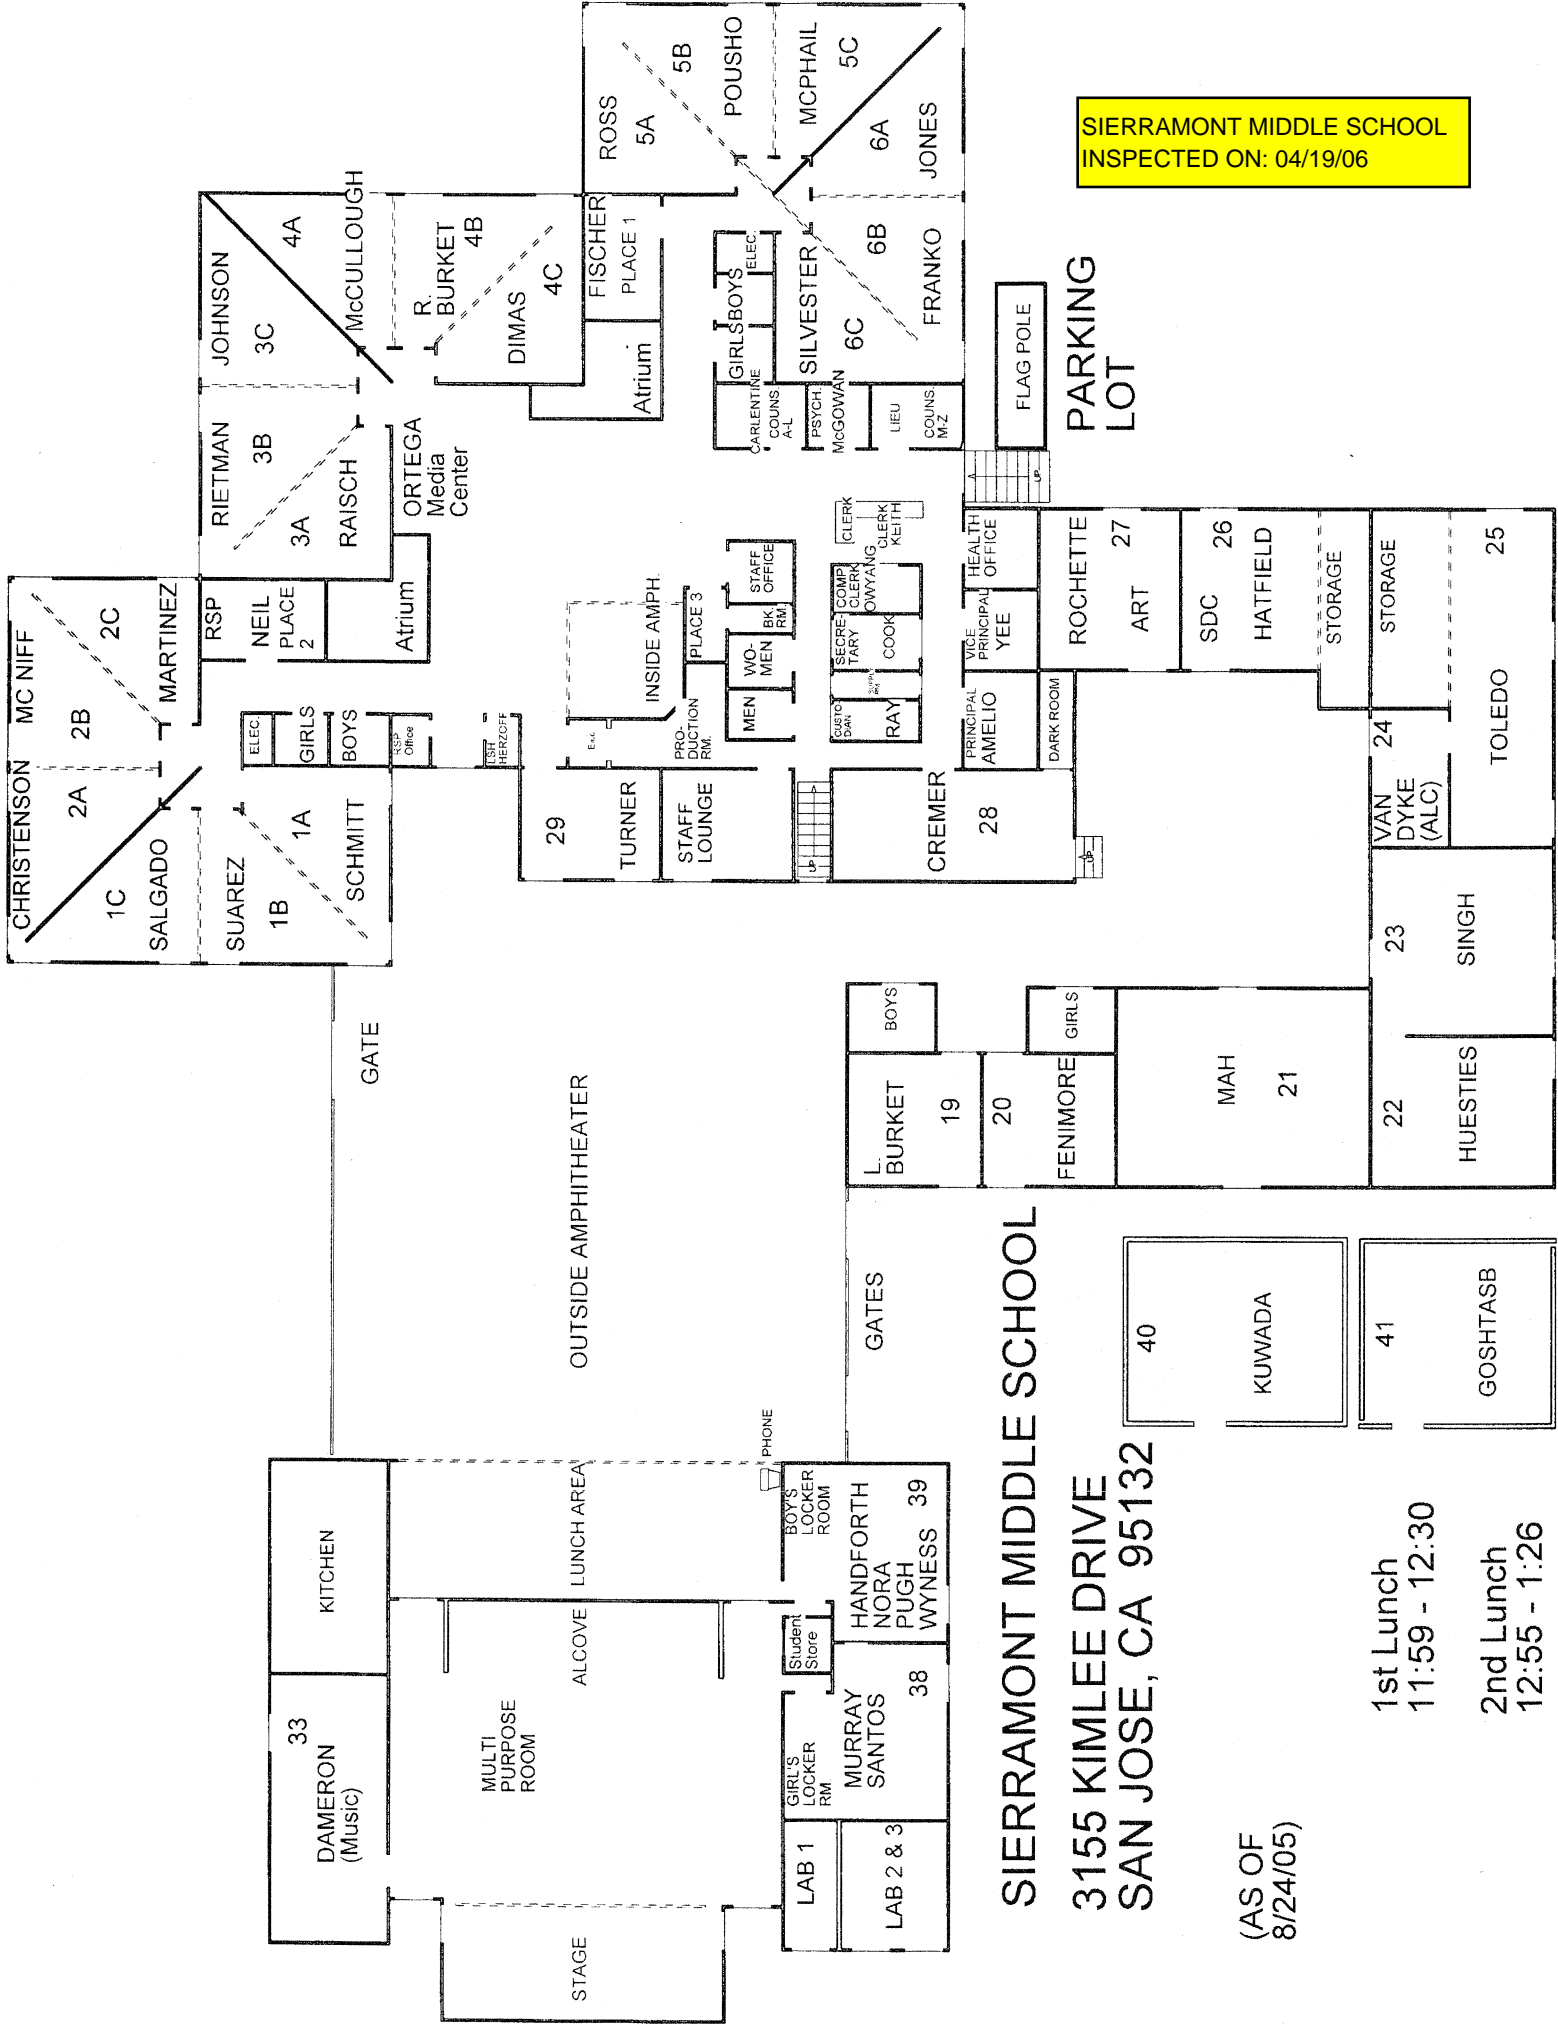 SIERRAMONT MIDDLE SCHOOL
INSPECTED ON: 04/19/06
CHRISTENSON
2A
MC NIFF
2B
2C
MARTINEZ
1C
SALGADO
SUAREZ
1B
1A
SCHMITT
ELEC.
GIRLS
BOYS
RSP
Office
LSH
HERZOFF
RSP
NEIL
PLACE
2
Atrium
RIETMAN
3B
3A
RAISCH
JOHNSON
3C
4A
McCULLOUGH
R.
BURKET
4B
DIMAS
4C
ORTEGA
Media
Center
FISCHER
PLACE 1
Atrium
ROSS
5A
5B
POUSHO
MCPHAIL
5C
6A
JONES
6B
FRANKO
SILVESTER
6C
ELEC.
BOYS
GIRLS
CARLENTINE
COUNS.
A-L
PSYCH.
McGOWAN
LIEU
COUNS.
M-Z
FLAG POLE
PARKING
LOT
UP
INSIDE AMPH.
PLACE 3
STAFF
OFFICE
BK.
RM.
WO-
MEN
MEN
PRO-
DUCTION
RM.
29
TURNER
STAFF
LOUNGE
UP
CLERK
CLERK
KEITH
COMP
CLERK
OWYANG
SECRE-
TARY
COOK
CUSTO-
DIAN
RAY
HEALTH
OFFICE
VICE
PRINCIPAL
YEE
PRINCIPAL
AMELIO
DARK ROOM
CREMER
28
UP
ROCHETTE
27
ART
SDC
26
HATFIELD
STORAGE
STORAGE
25
TOLEDO
24
VAN
DYKE
(ALC)
23
SINGH
22
HUESTIES
MAH
21
BOYS
GIRLS
L.
BURKET
19
20
FENIMORE
GATE
OUTSIDE AMPHITHEATER
GATES
40
KUWADA
41
GOSHTASB
PHONE
KITCHEN
LUNCH AREA
ALCOVE
33
DAMERON
(Music)
MULTI
PURPOSE
ROOM
STAGE
BOY'S
LOCKER
ROOM
HANDFORTH
NORA
PUGH
WYNESS
39
Student
Store
GIRL'S
LOCKER
RM.
MURRAY
SANTOS
38
LAB 1
LAB 2 & 3
SIERRAMONT MIDDLE SCHOOL
3155 KIMLEE DRIVE
SAN JOSE, CA 95132
(AS OF
8/24/05)
1st Lunch
11:59 - 12:30
2nd Lunch
12:55 - 1:26